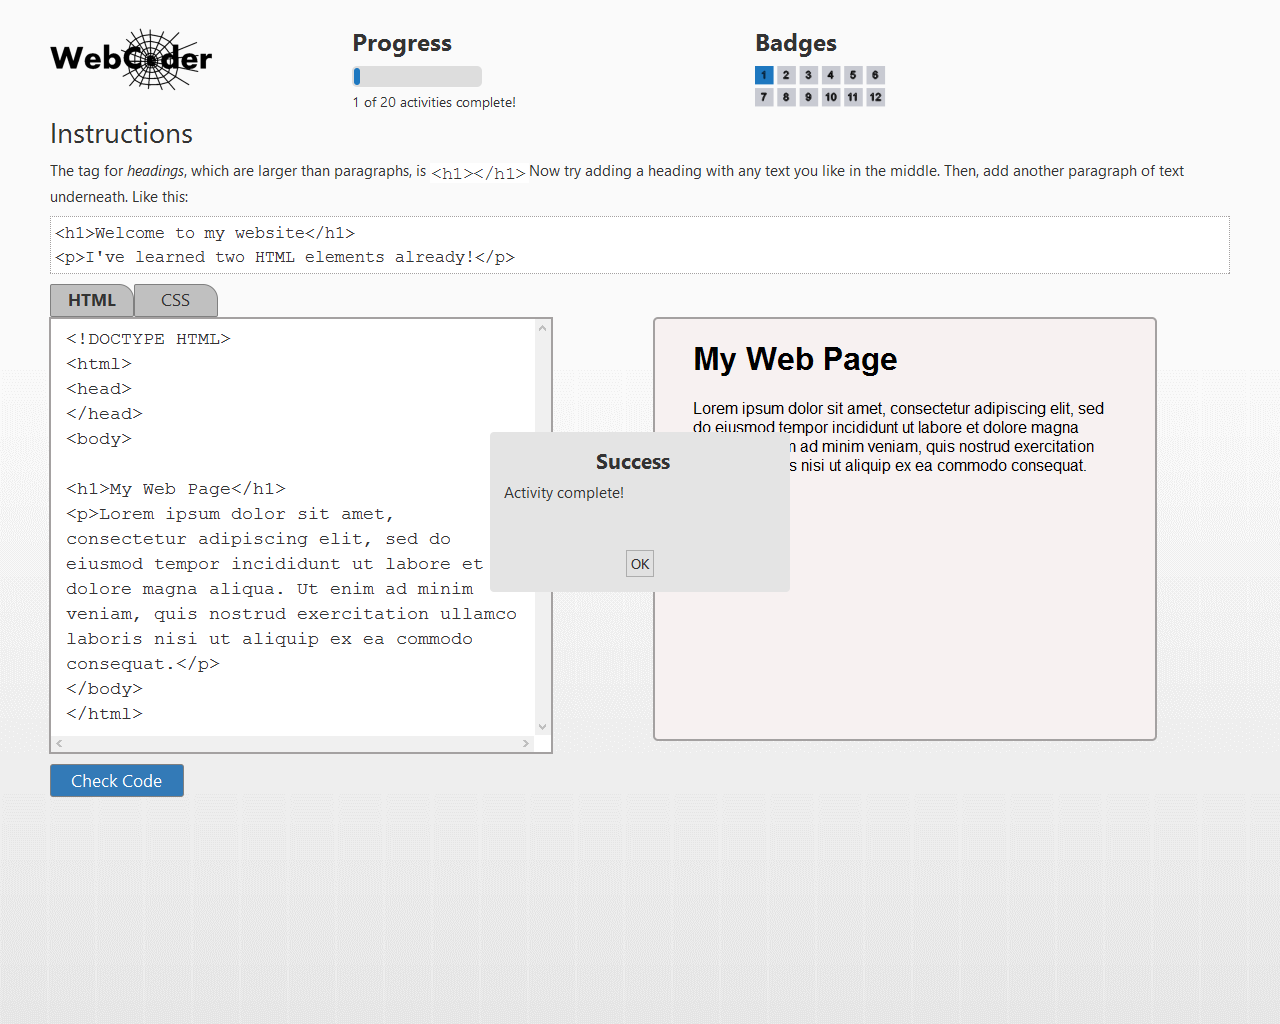 WebCoder
Progress
1 of 20 activities complete!
Badges
1 2 3 4 5 6
7 8 9 10 11 12
Instructions
The tag for headings, which are larger than paragraphs, is <h1></h1> Now try adding a heading with any text you like in the middle. Then, add another paragraph of text
underneath. Like this:
<h1>Welcome to my website</h1>
<p>I've learned two HTML elements already!</p>
HTML CSS
<!DOCTYPE HTML>
<html>
<head>
</head>
<body>
<h1>My Web Page</h1>
<p>Lorem ipsum dolor sit amet,
consectetur adipiscing elit, sed do
eiusmod tempor incididunt ut labore et
dolore magna aliqua. Ut enim ad minim
veniam, quis nostrud exercitation ullamco
laboris nisi ut aliquip ex ea commodo
consequat.</p>
</body>
</html>
Check Code
My Web Page
Lorem ipsum dolor sit amet, consectetur adipiscing elit, sed
do eiusmod tempor incididunt ut labore et dolore magna
ad minim veniam, quis nostrud exercitation
nisi ut aliquip ex ea commodo consequat.
Success
Activity complete!
OK